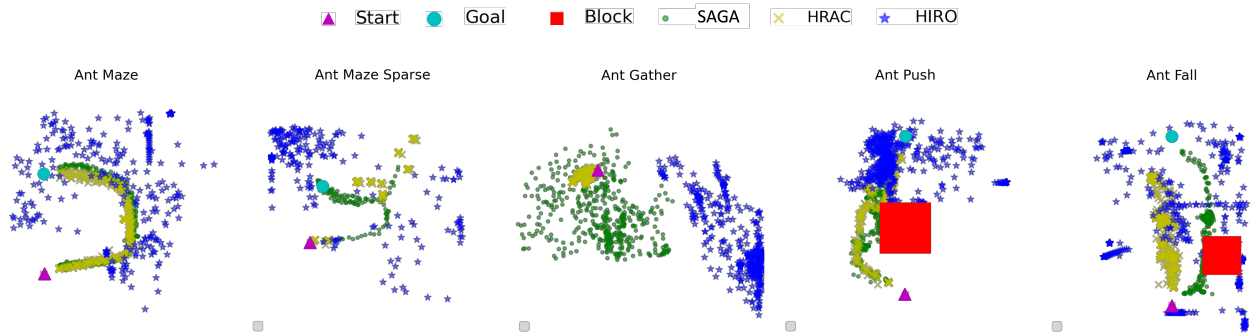 Start Goal Block SAGA HRAC HIRO
Ant Maze Ant Maze Sparse Ant Gather Ant Push Ant Fall